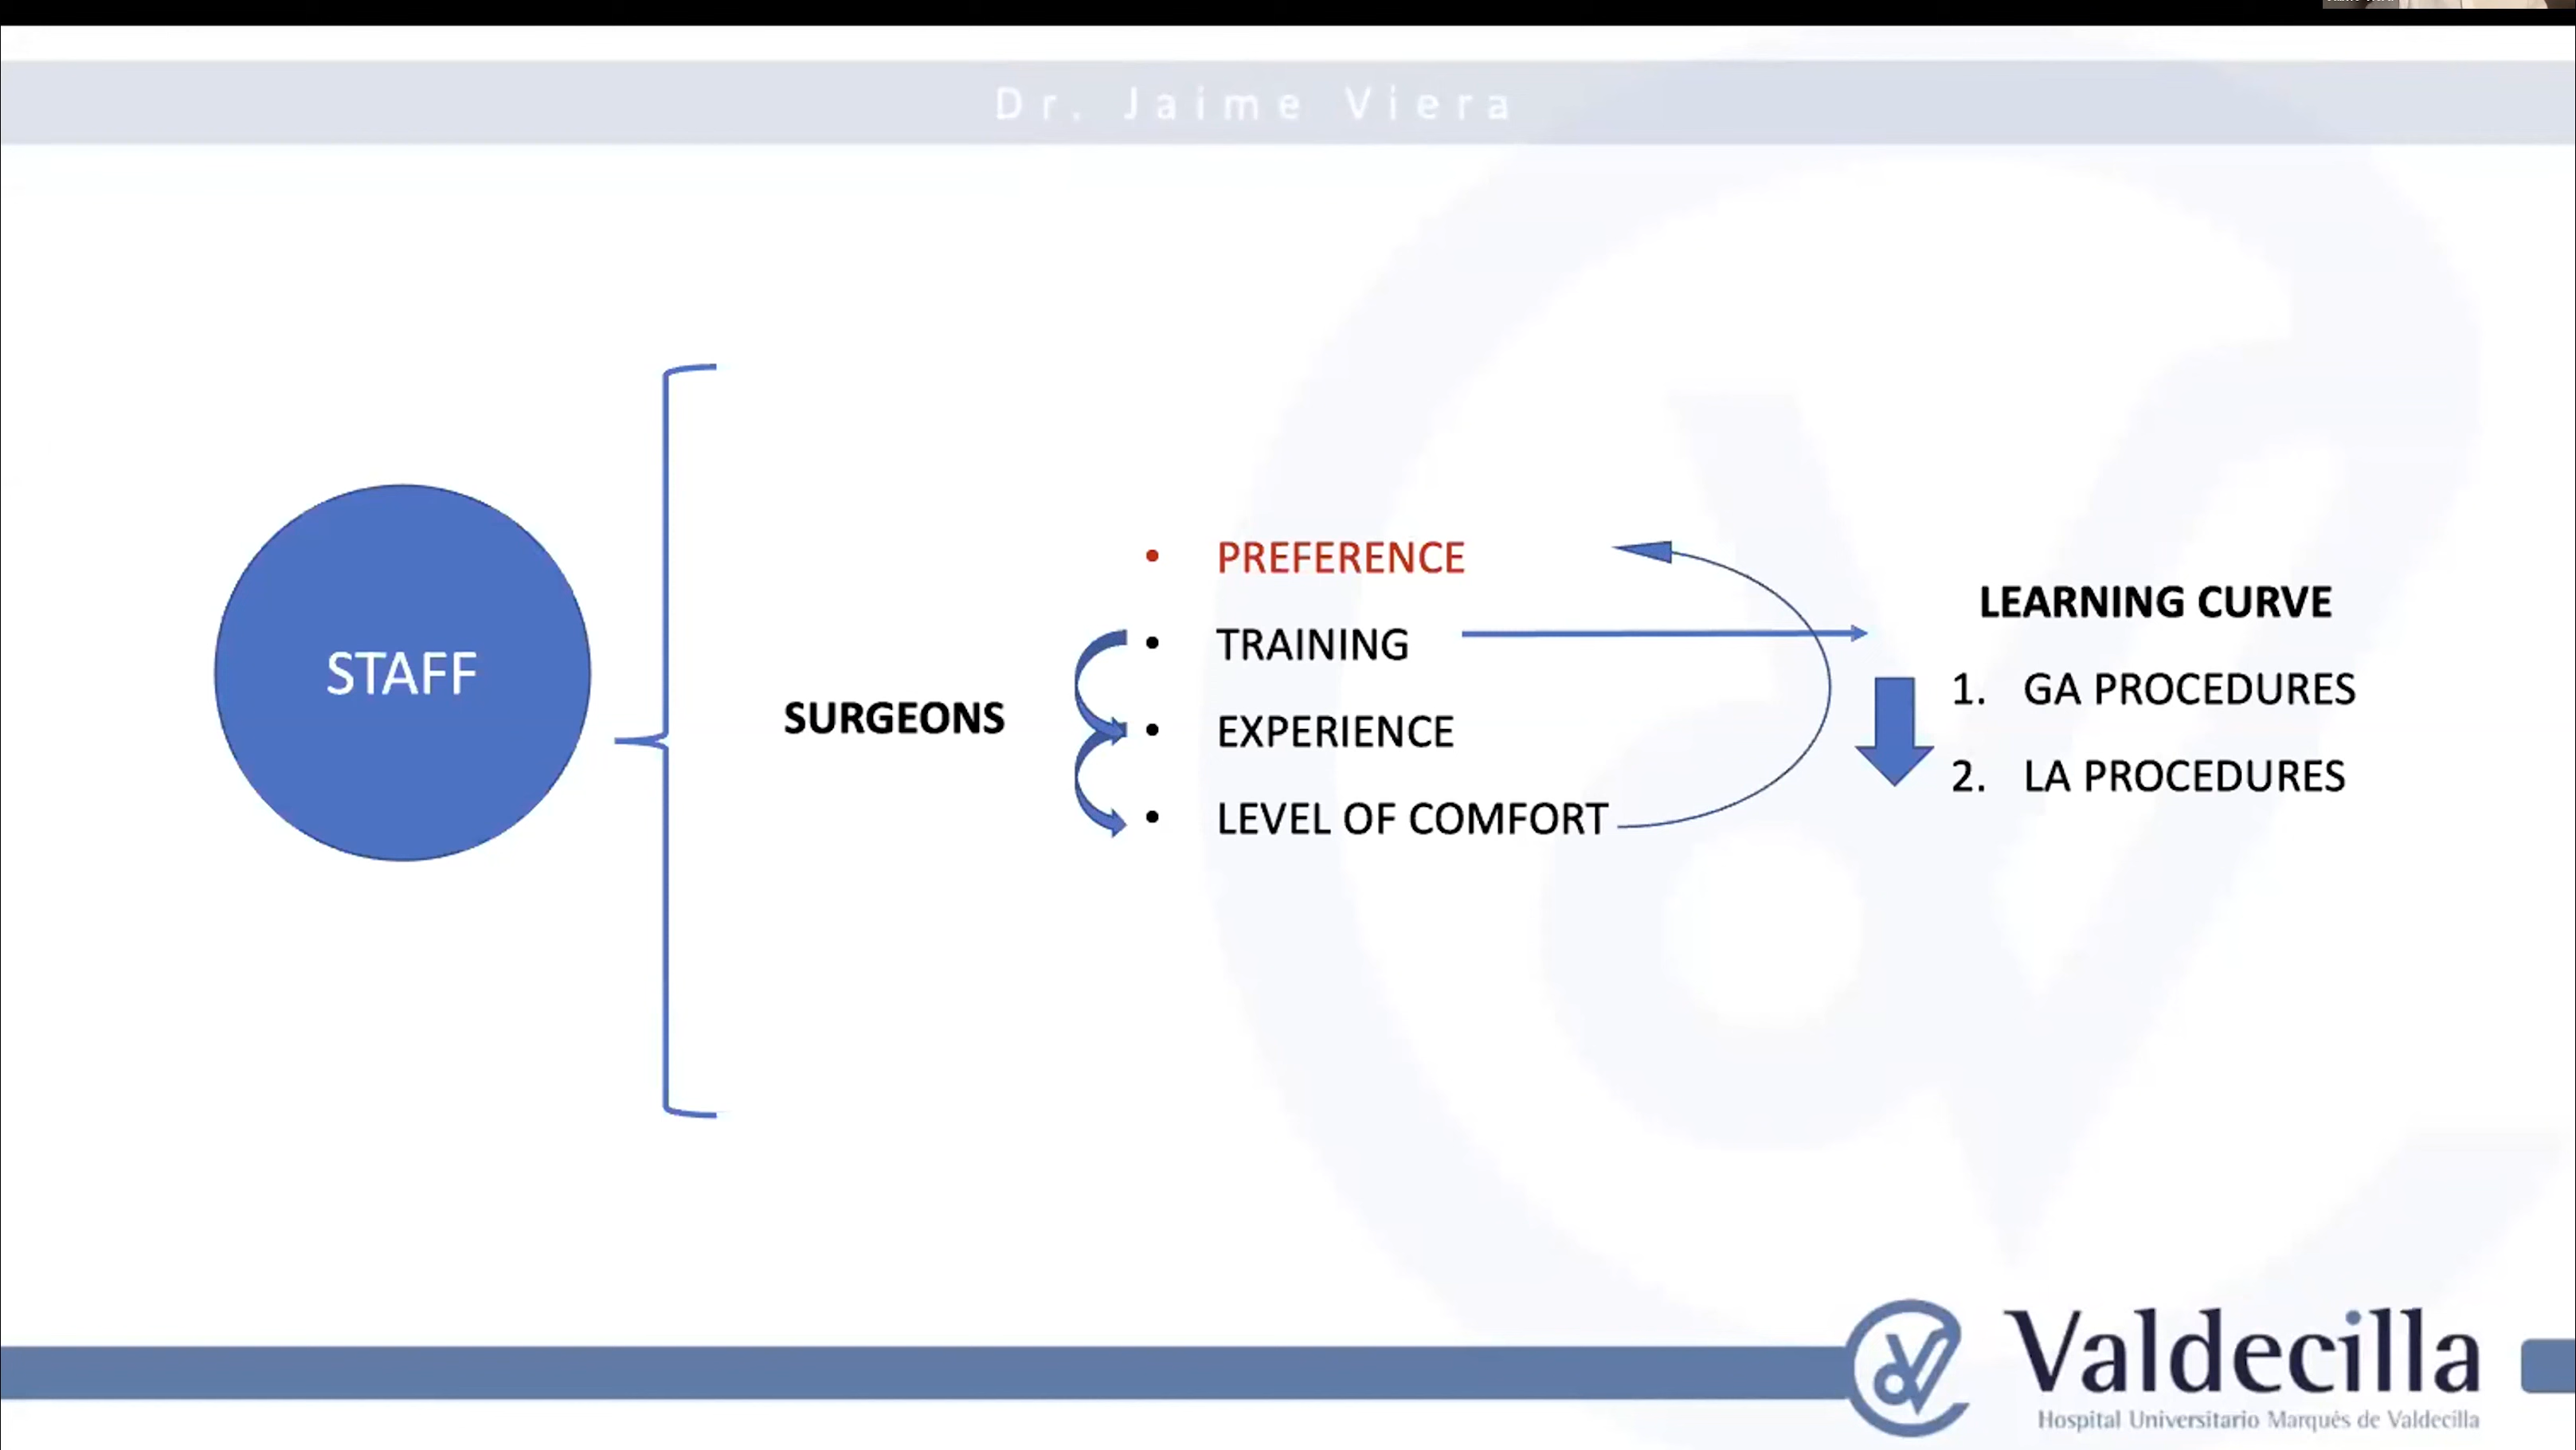 Dr. Jaime Viera
STAFF
SURGEONS
• PREFERENCE
• TRAINING
• EXPERIENCE
• LEVEL OF COMFORT
LEARNING CURVE
1. GA PROCEDURES
2. LA PROCEDURES
Valdecilla
Hospital Universitario Marqués de Valdecilla